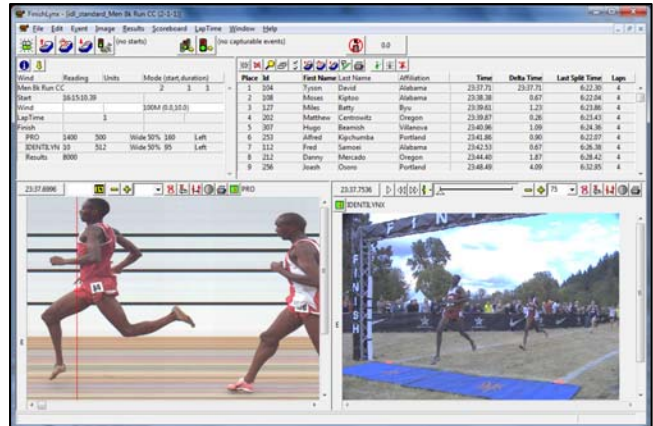 FinishLynx - [idl_standard_Men 8k Run CC (2-1-1)]
File Edit Event Image Results Scoreboard LapTime Window Help
(no starts) (no capturable events) 0.0
Wind Reading Units Mode (start,duration)
Men 8k Run CC 2 1 1
Start 16:15:10.39
Wind 100M (0.0,10.0)
LapTime 1
Finish
PRO 1400 500 Wide 50% 160 Left
IDENTILYN 10 512 Wide 50% 95 Left
Results 8000
Place Id First Name Last Name Affiliation Time Delta Time Last Split Time Laps
1 104 Tyson David Alabama 23:37.71 23:37.71 6:22.30 4
2 108 Moses Kiptoo Alabama 23:38.38 0.67 6:22.04 4
3 127 Miles Batty Byu 23:39.61 1.23 6:23.86 4
4 202 Matthew Centrowitz Oregon 23:39.87 0.26 6:23.43 4
5 307 Hugo Beamish Villanova 23:40.96 1.09 6:24.36 4
6 253 Alfred Kipchumba Portland 23:41.86 0.90 6:22.07 4
7 112 Fred Samoei Alabama 23:42.53 0.67 6:26.38 4
8 212 Danny Mercado Oregon 23:44.40 1.87 6:28.42 4
9 256 Joash Osoro Portland 23:48.49 4.09 6:32.95 4
23:37.6996 PRO
23:37.7536 75
IDENTILYNX
FINISH